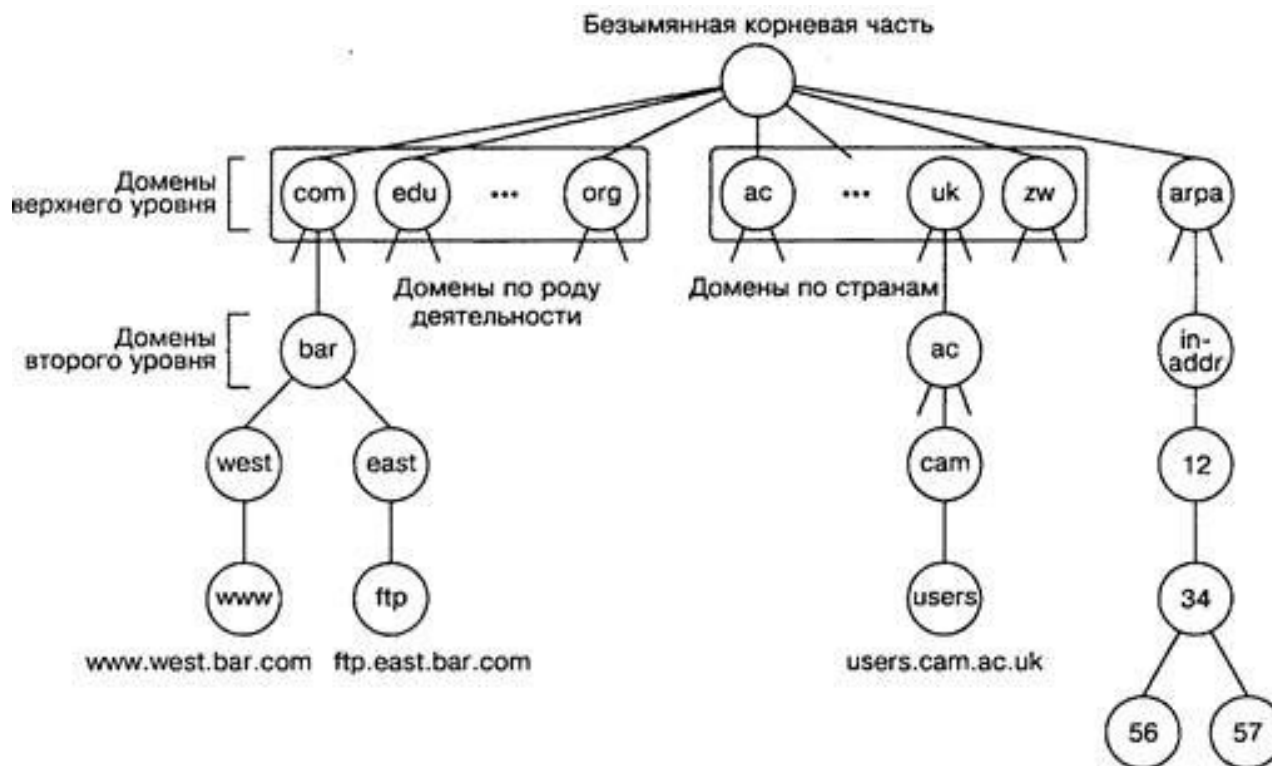 Безымянная корневая часть
Домены
верхнего уровня
com
edu
...
org
ac
...
uk
zw
arpa
Домены по роду
деятельности
Домены по странам
Домены
второго уровня
bar
ac
in-
addr
west
east
cam
12
www
ftp
users
34
www.west.bar.com
ftp.east.bar.com
users.cam.ac.uk
56
57